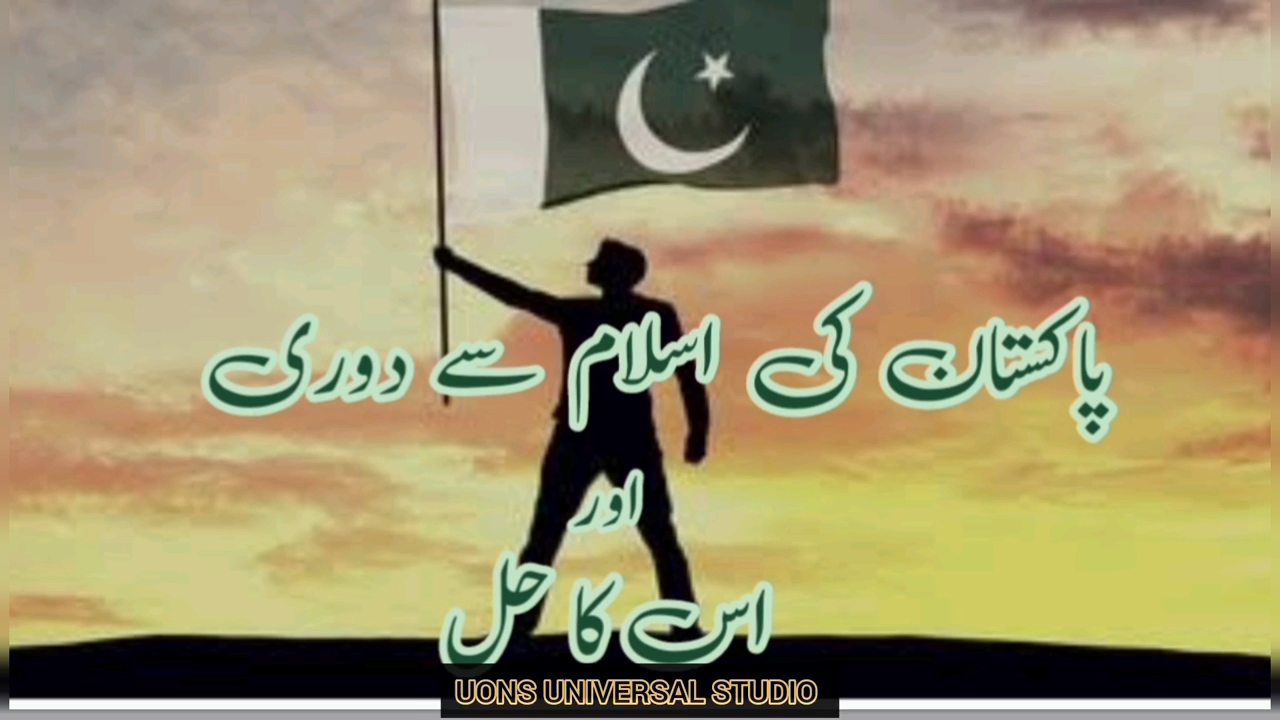 پاکستان کی اسلام سے دوری
اور
اس کا حل
UONS UNIVERSAL STUDIO